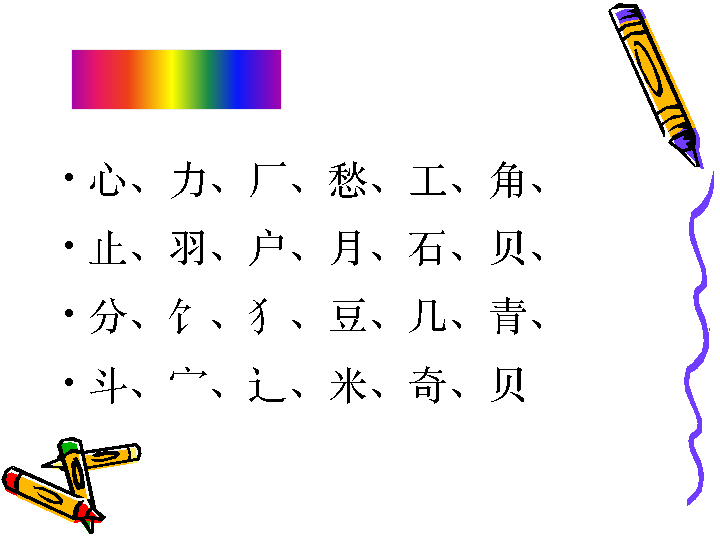 • 心、力、厂、愁、工、角、
• 止、羽、户、月、石、贝、
• 分、饣、犭、豆、几、青、
• 斗、宀、辶、米、奇、贝